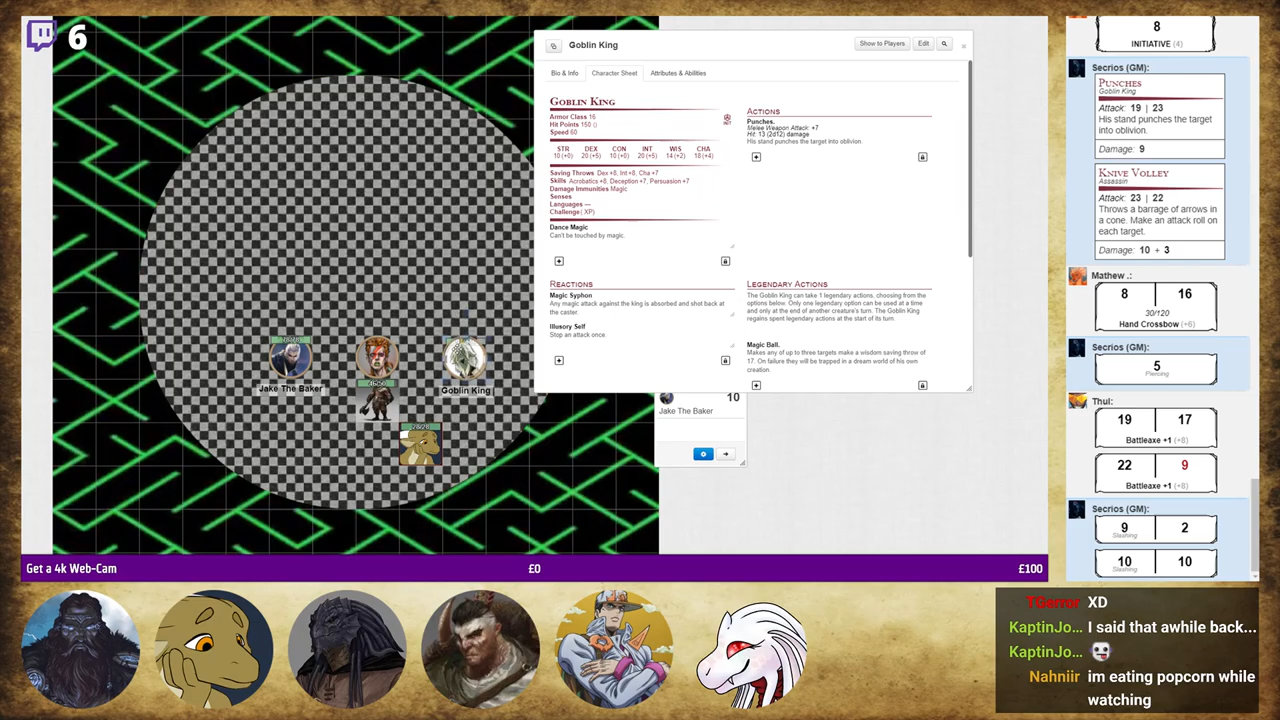 6
Goblin King
Show to Players
Edit
Bio & Info
Character Sheet
Attributes & Abilities
GOBLIN KING
Armor Class 16
Hit Points 150 ()
Speed 60
STR DEX CON INT WIS CHA
10 (+0) 20 (+5) 10 (+0) 20 (+5) 14 (+2) 18 (+4)
Saving Throws Dex +8, Int +8, Cha +7
Skills Acrobatics +8, Deception +7, Persuasion +7
Damage Immunities Magic
Senses
Languages —
Challenge ( XP)
Dance Magic
Can't be touched by magic.
REACTIONS
Magic Syphon
Any magic attack against the king is absorbed and shot back at
the caster.
Illusory Self
Stop an attack once.
ACTIONS
Punches.
Melee Weapon Attack: +7
Hit: 13 (2d12) damage
His stand punches the target into oblivion.
LEGENDARY ACTIONS
The Goblin King can take 1 legendary actions, choosing from the
options below. Only one legendary option can be used at a time
and only at the end of another creature's turn. The Goblin King
regains spent legendary actions at the start of its turn.
Magic Ball.
Makes any of up to three targets make a wisdom saving throw of
17. On failure they will be trapped in a dream world of his own
creation.
10
Jake The Baker
Jake The Baker
Goblin King
8
INITIATIVE (4)
Secrios (GM):
PUNCHES
Goblin King
Attack: 19 | 23
His stand punches the target
into oblivion.
Damage: 9
KNIVE VOLLEY
Assassin
Attack: 23 | 22
Throws a barrage of arrows in
a cone. Make an attack roll on
each target.
Damage: 10 + 3
Mathew .:
8 16
30/120
Hand Crossbow (+6)
Secrios (GM):
5
Piercing
Thui:
19 17
Battleaxe +1 (+8)
22 9
Battleaxe +1 (+8)
Secrios (GM):
9 2
Slashing
10 10
Slashing
Get a 4k Web-Cam £0 £100
TGerror XD
KaptinJo... I said that awhile back...
KaptinJo...
Nahniir im eating popcorn while
watching